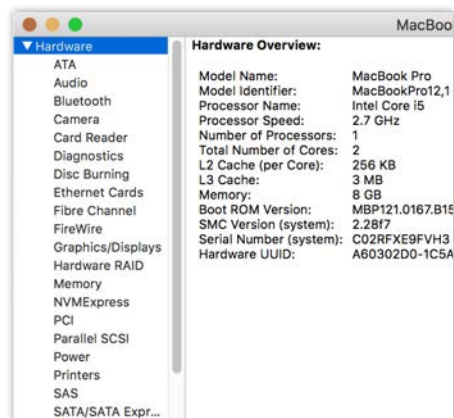 MacBoo
▼ Hardware
ATA
Audio
Bluetooth
Camera
Card Reader
Diagnostics
Disc Burning
Ethernet Cards
Fibre Channel
FireWire
Graphics/Displays
Hardware RAID
Memory
NVMExpress
PCI
Parallel SCSI
Power
Printers
SAS
SATA/SATA Expr...
Hardware Overview:
Model Name: MacBook Pro
Model Identifier: MacBookPro12,1
Processor Name: Intel Core i5
Processor Speed: 2.7 GHz
Number of Processors: 1
Total Number of Cores: 2
L2 Cache (per Core): 256 KB
L3 Cache: 3 MB
Memory: 8 GB
Boot ROM Version: MBP121.0167.B15
SMC Version (system): 2.28f7
Serial Number (system): C02RFXE9FVH3
Hardware UUID: A60302D0-1C5A